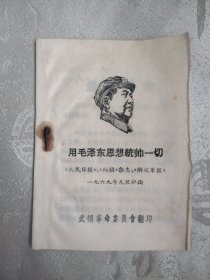 用毛泽东思想统帅一切
《人民日报》、《红旗》杂志、《解放军报》
一九六九年元旦社论
武钢革命委员会翻印